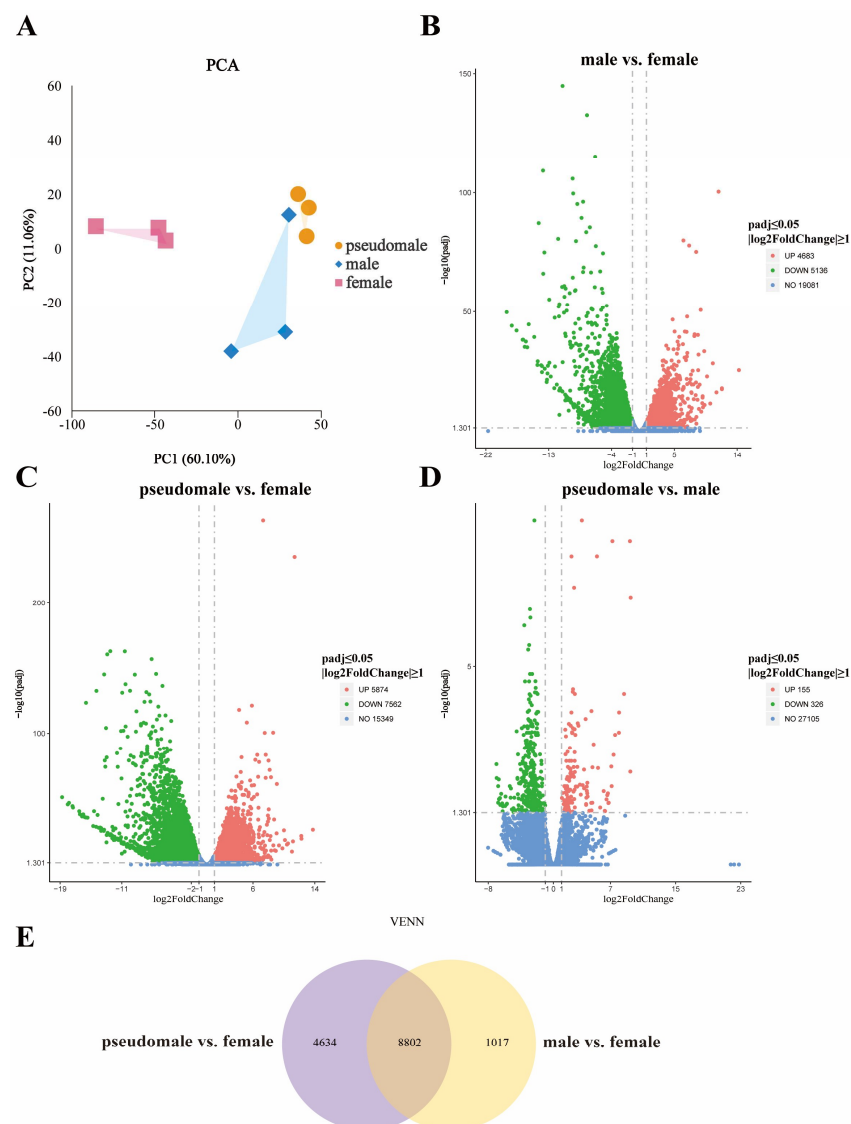 A
PCA
60
40
20
0
-20
-40
-60
-100
-50
0
50
PC2 (11.06%)
PC1 (60.10%)
pseudomale
male
female
B
male vs. female
150
100
50
1.301
−22
−13
−4
−1
1
5
14
−log10(padj)
log2FoldChange
padj≤0.05
|log2FoldChange|≥1
UP 4683
DOWN 5136
NO 19081
C
pseudomale vs. female
200
100
1.301
−19
−11
−2
−1
1
6
14
−log10(padj)
log2FoldChange
padj≤0.05
|log2FoldChange|≥1
UP 5874
DOWN 7562
NO 15349
D
pseudomale vs. male
5
1.301
−8
−1
0
1
7
15
23
−log10(padj)
log2FoldChange
padj≤0.05
|log2FoldChange|≥1
UP 155
DOWN 326
NO 27105
E
VENN
pseudomale vs. female
4634
8802
1017
male vs. female